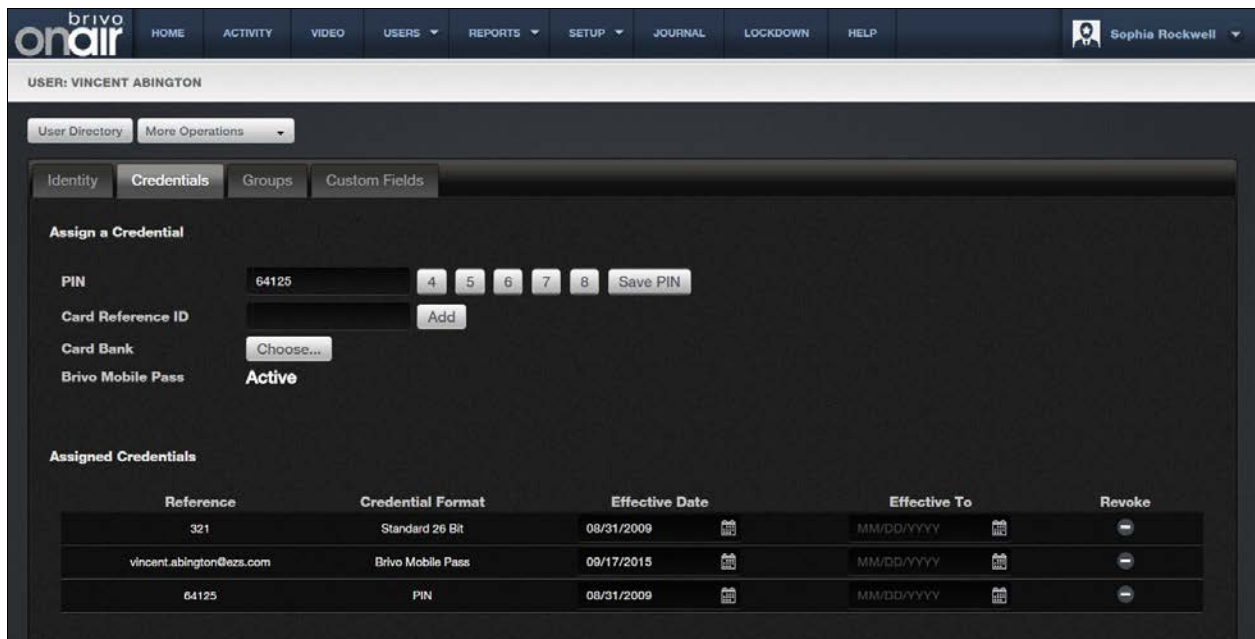 brivo
onair HOME ACTIVITY VIDEO USERS REPORTS SETUP JOURNAL LOCKDOWN HELP Sophia Rockwell
USER: VINCENT ABINGTON
User Directory More Operations
Identity Credentials Groups Custom Fields
Assign a Credential
PIN 64125 4 5 6 7 8 Save PIN
Card Reference ID Add
Card Bank Choose...
Brivo Mobile Pass Active
Assigned Credentials
Reference Credential Format Effective Date Effective To Revoke
321 Standard 26 Bit 08/31/2009 MM/DD/YYYY
vincent.abington@ezs.com Brivo Mobile Pass 09/17/2015 MM/DD/YYYY
64125 PIN 08/31/2009 MM/DD/YYYY